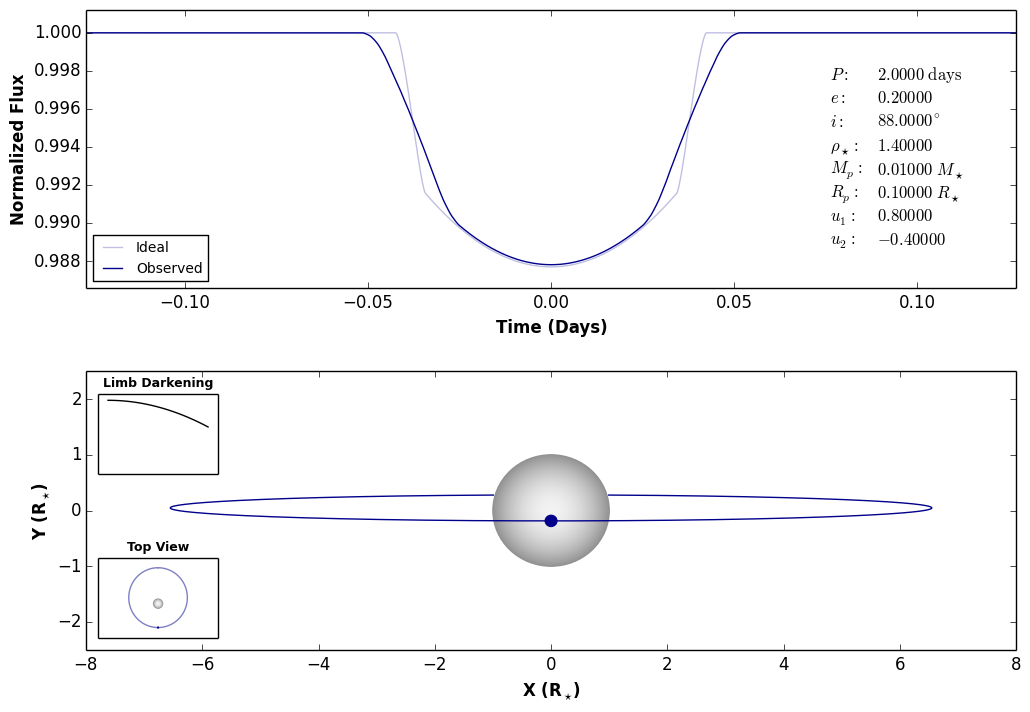 1.000
0.998
0.996
0.994
0.992
0.990
0.988
Normalized Flux
P: 2.0000 days
e: 0.20000
i: 88.0000°
ρ⋆: 1.40000
Mp: 0.01000 M⋆
Rp: 0.10000 R⋆
u1: 0.80000
u2: −0.40000
Ideal
Observed
−0.10 −0.05 0.00 0.05 0.10
Time (Days)
Limb Darkening
Top View
2
1
0
−1
−2
Y (R⋆)
−8 −6 −4 −2 0 2 4 6 8
X (R⋆)